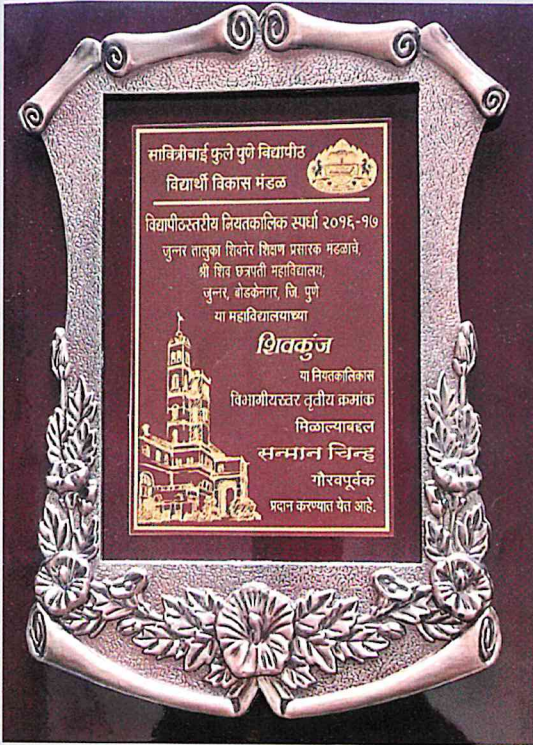 सावित्रीबाई फुले पुणे विद्यापीठ
विद्यार्थी विकास मंडळ
विद्यापीठस्तरीय नियतकालिक स्पर्धा २०१६-१७
जुन्नर तालुका शिवनेर शिक्षण प्रसारक मंडळाचे,
श्री शिव छत्रपती महाविद्यालय,
जुन्नर, बोडकेनगर, जि. पुणे
या महाविद्यालयाच्या
शिवकुंज
या नियतकालिकास
विभागीयस्तर तृतीय क्रमांक
मिळाल्याबद्दल
सन्मान चिन्ह
गौरवपूर्वक
प्रदान करण्यात येत आहे.